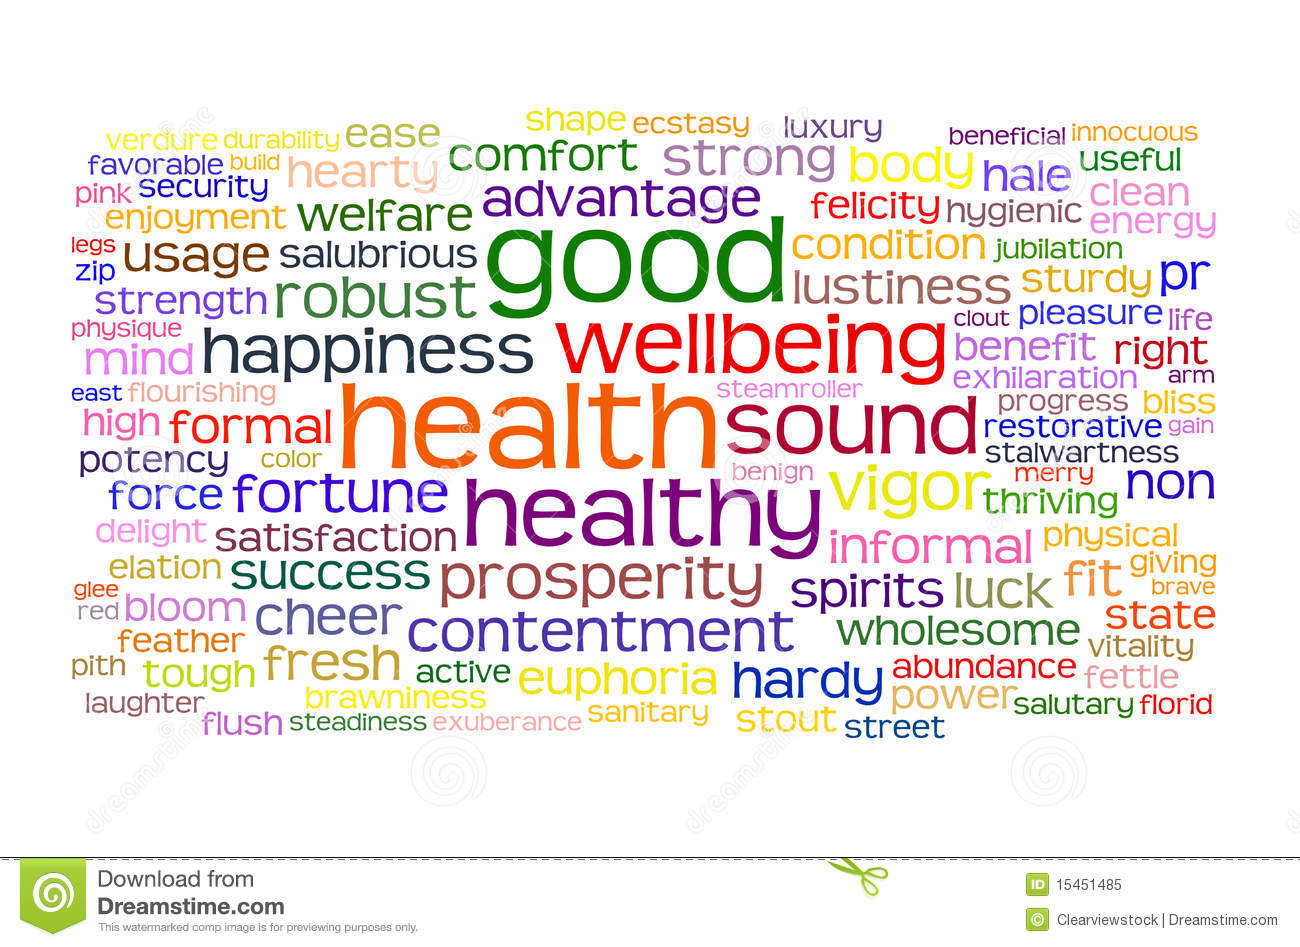 shape ecstasy luxury
verdure durability ease beneficial innocuous
favorable build hearty comfort strong body hale useful
pink security advantage clean
enjoyment welfare felicity hygienic energy
legs usage salubrious good condition jubilation
zip lustiness sturdy pr
strength robust clout pleasure life
physique happiness wellbeing benefit right
mind exhilaration arm
east flourishing health steamroller progress bliss
high formal sound restorative gain
potency color benign stalwartness
force fortune healthy vigor merry non
thriving
delight satisfaction informal physical
elation success prosperity spirits luck fit giving
glee brave
red bloom cheer contentment wholesome state
feather vitality
pith tough fresh active euphoria hardy abundance fettle
laughter brawniness power salutary florid
flush steadiness exuberance sanitary stout street
Download from
Dreamstime.com
This watermarked comp image is for previewing purposes only.
ID 15451485
© Clearviewstock | Dreamstime.com